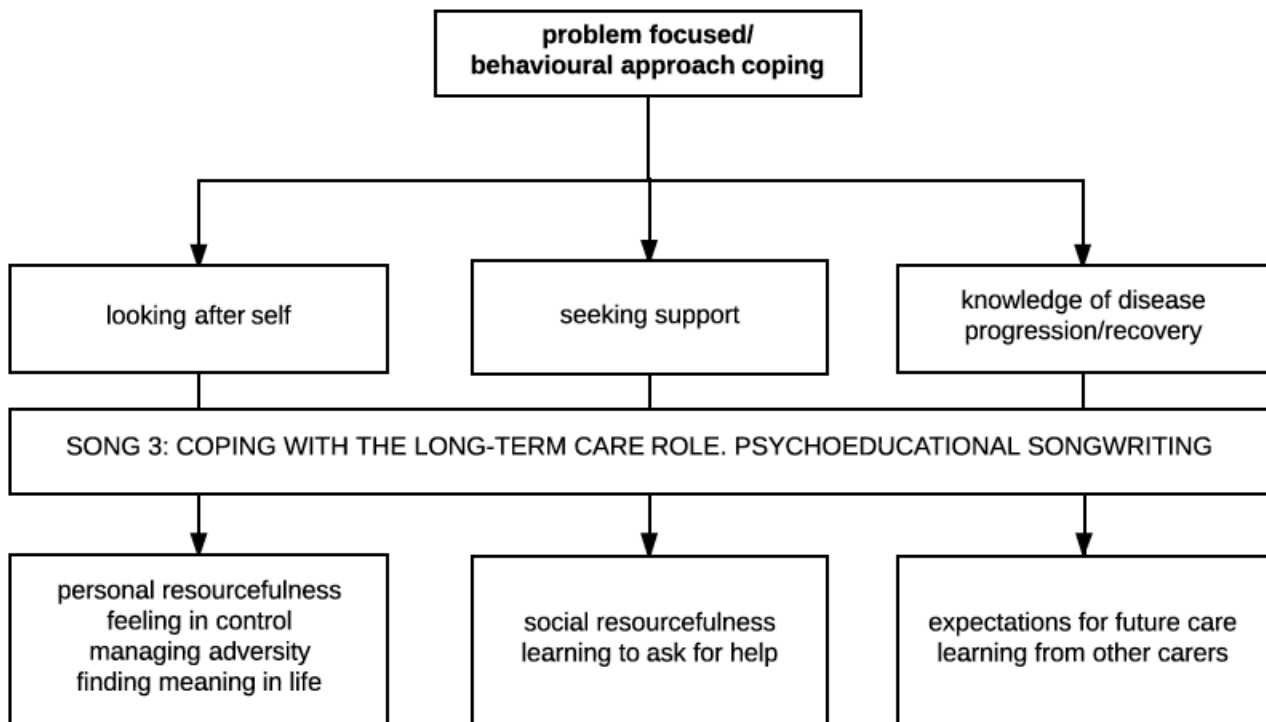 problem focused/
behavioural approach coping
looking after self
seeking support
knowledge of disease
progression/recovery
SONG 3: COPING WITH THE LONG-TERM CARE ROLE. PSYCHOEDUCATIONAL SONGWRITING
personal resourcefulness
feeling in control
managing adversity
finding meaning in life
social resourcefulness
learning to ask for help
expectations for future care
learning from other carers